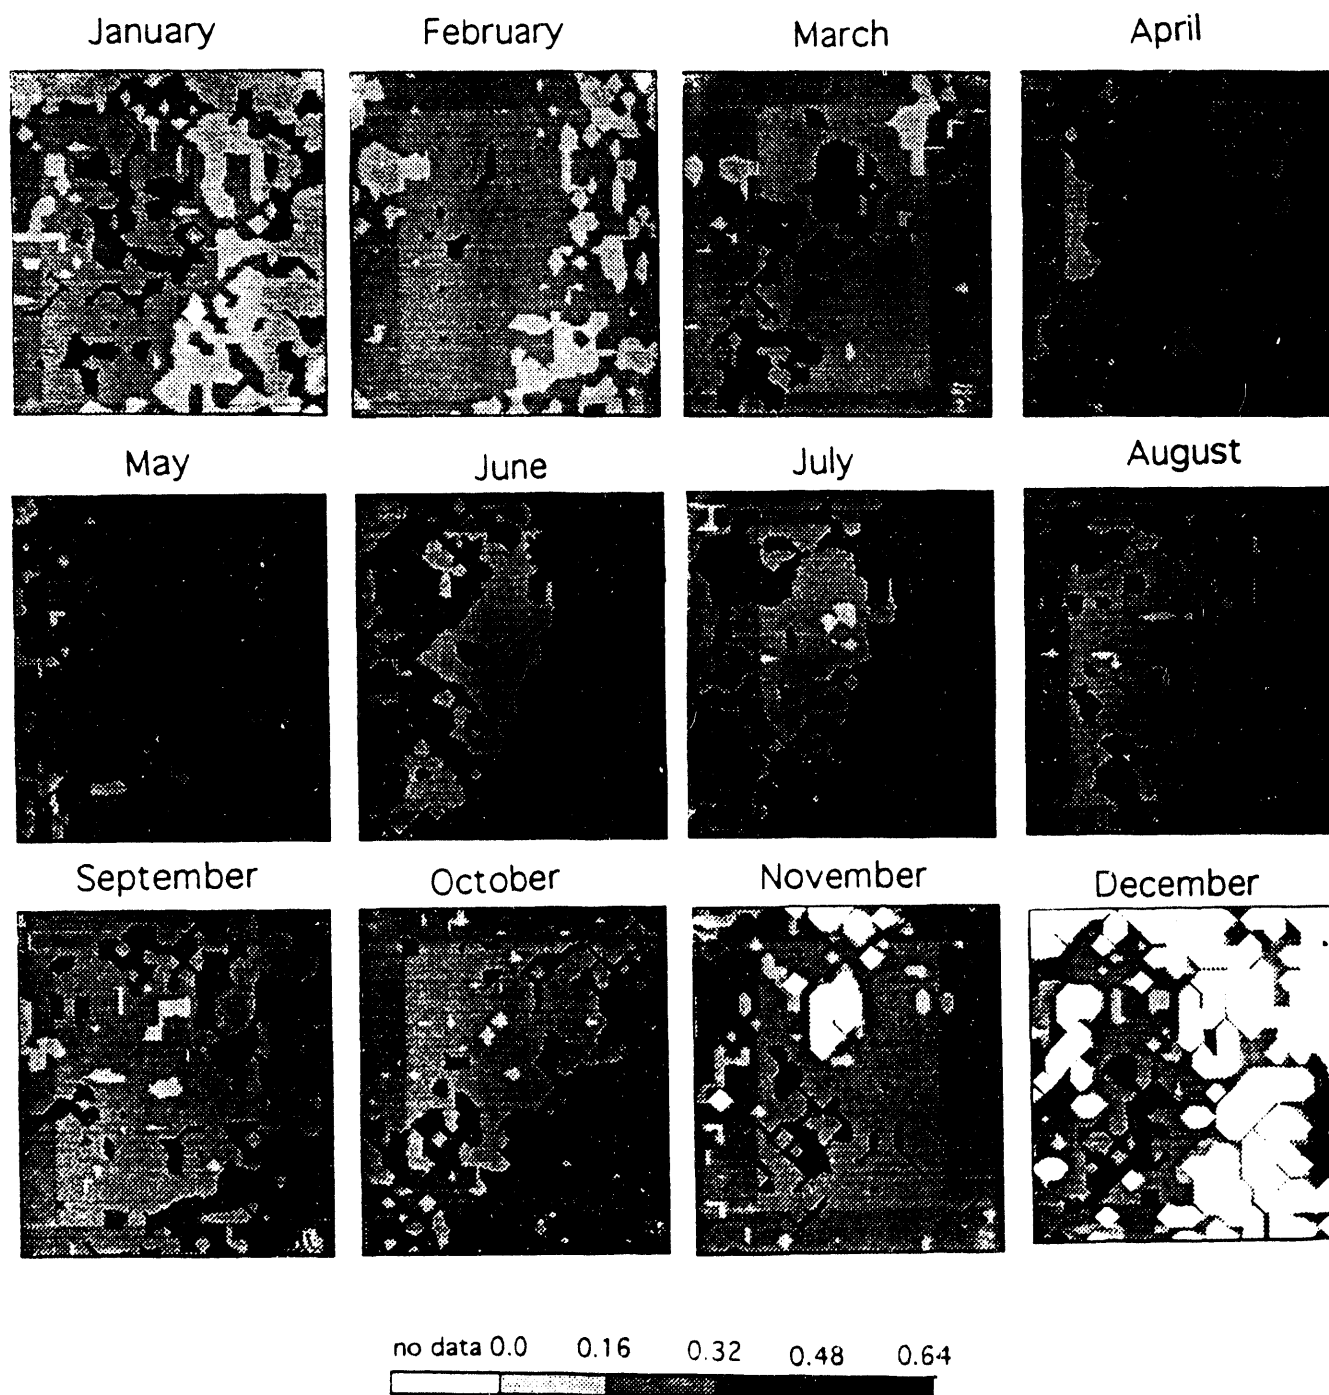 January February March April
May June July August
September October November December
no data 0.0 0.16 0.32 0.48 0.64